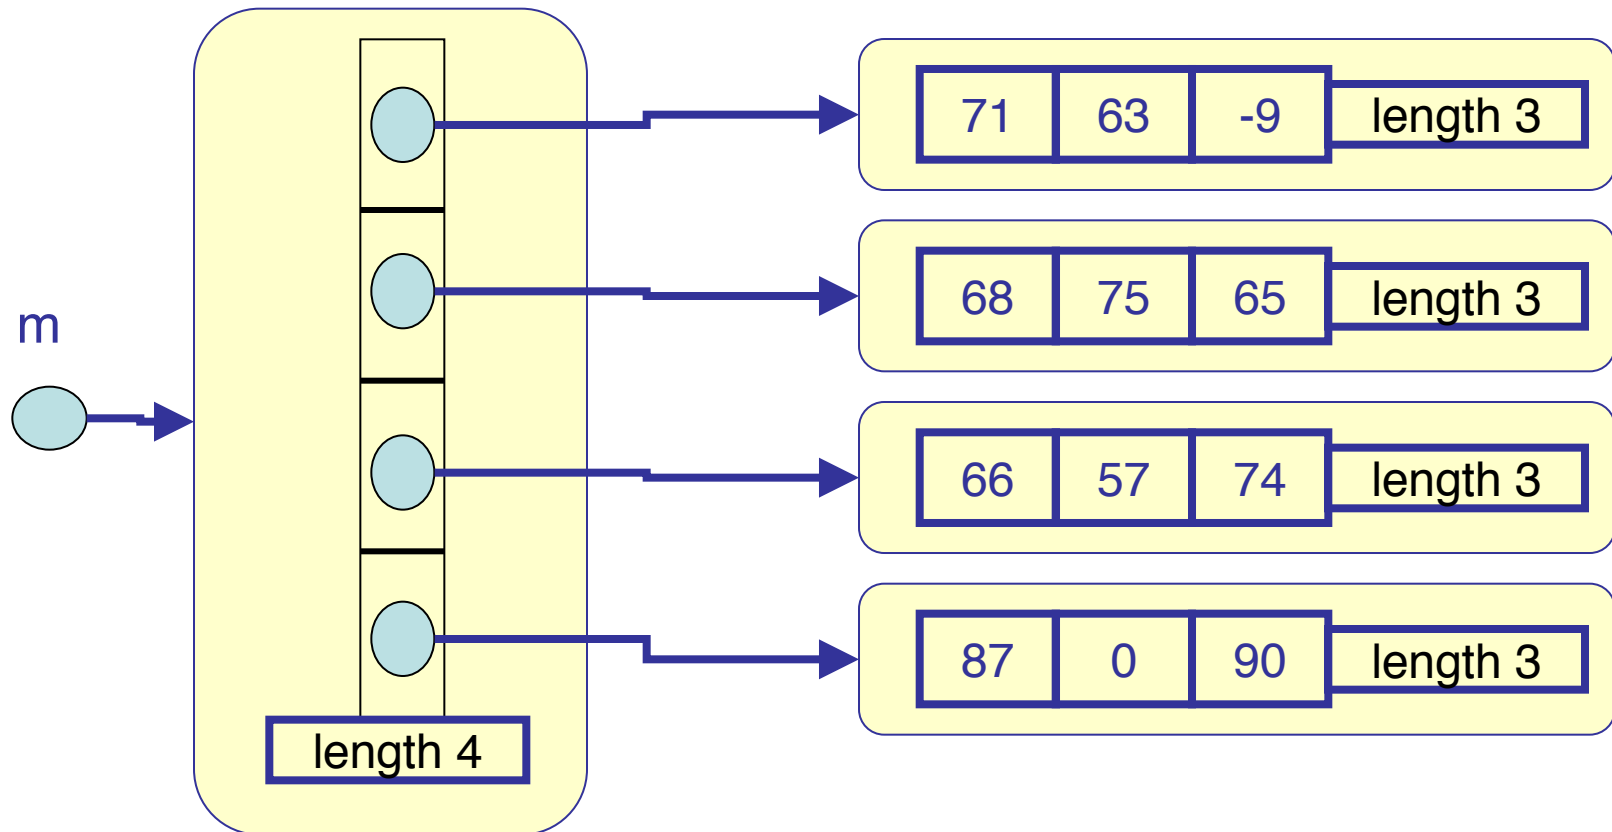 71 63 -9 length 3
68 75 65 length 3
m
66 57 74 length 3
87 0 90 length 3
length 4